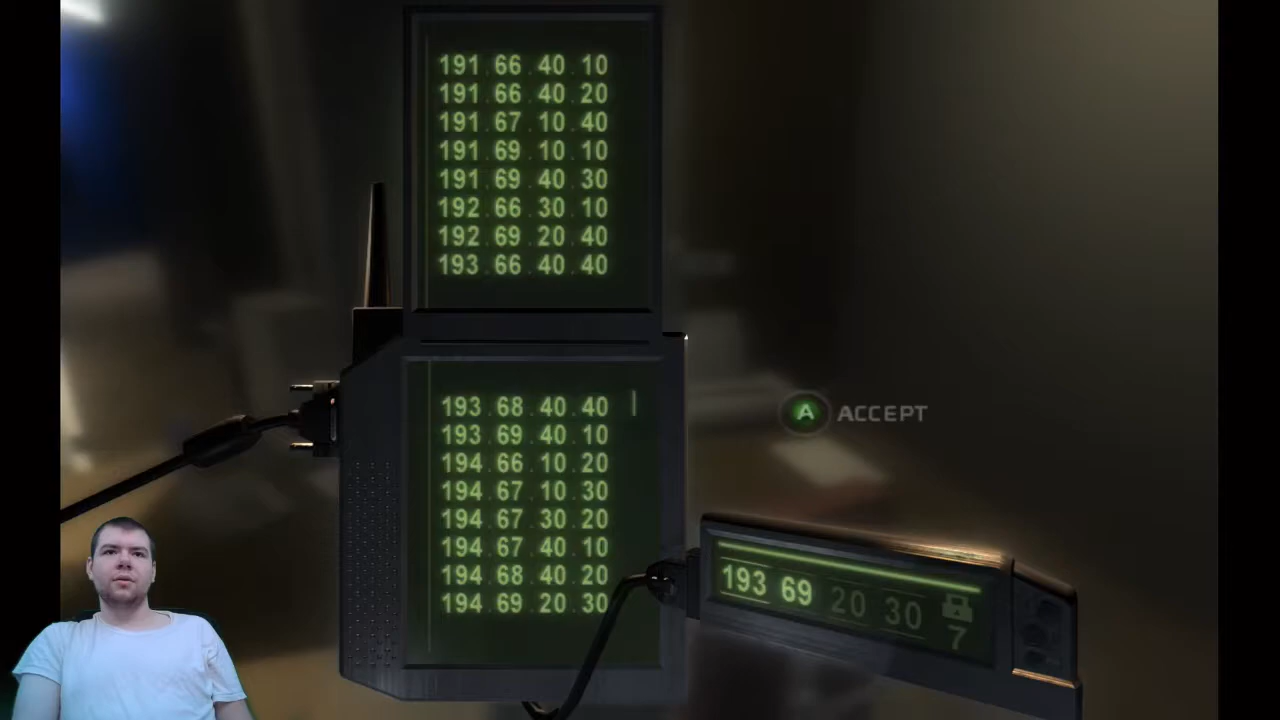 191 66 40 10
191 66 40 20
191 67 10 40
191 69 10 10
191 69 40 30
192 66 30 10
192 69 20 40
193 66 40 40
193 68 40 40
193 69 40 10
194 66 10 20
194 67 10 30
194 67 30 20
194 67 40 10
194 68 40 20
194 69 20 30
A ACCEPT
193 69 20 30 7